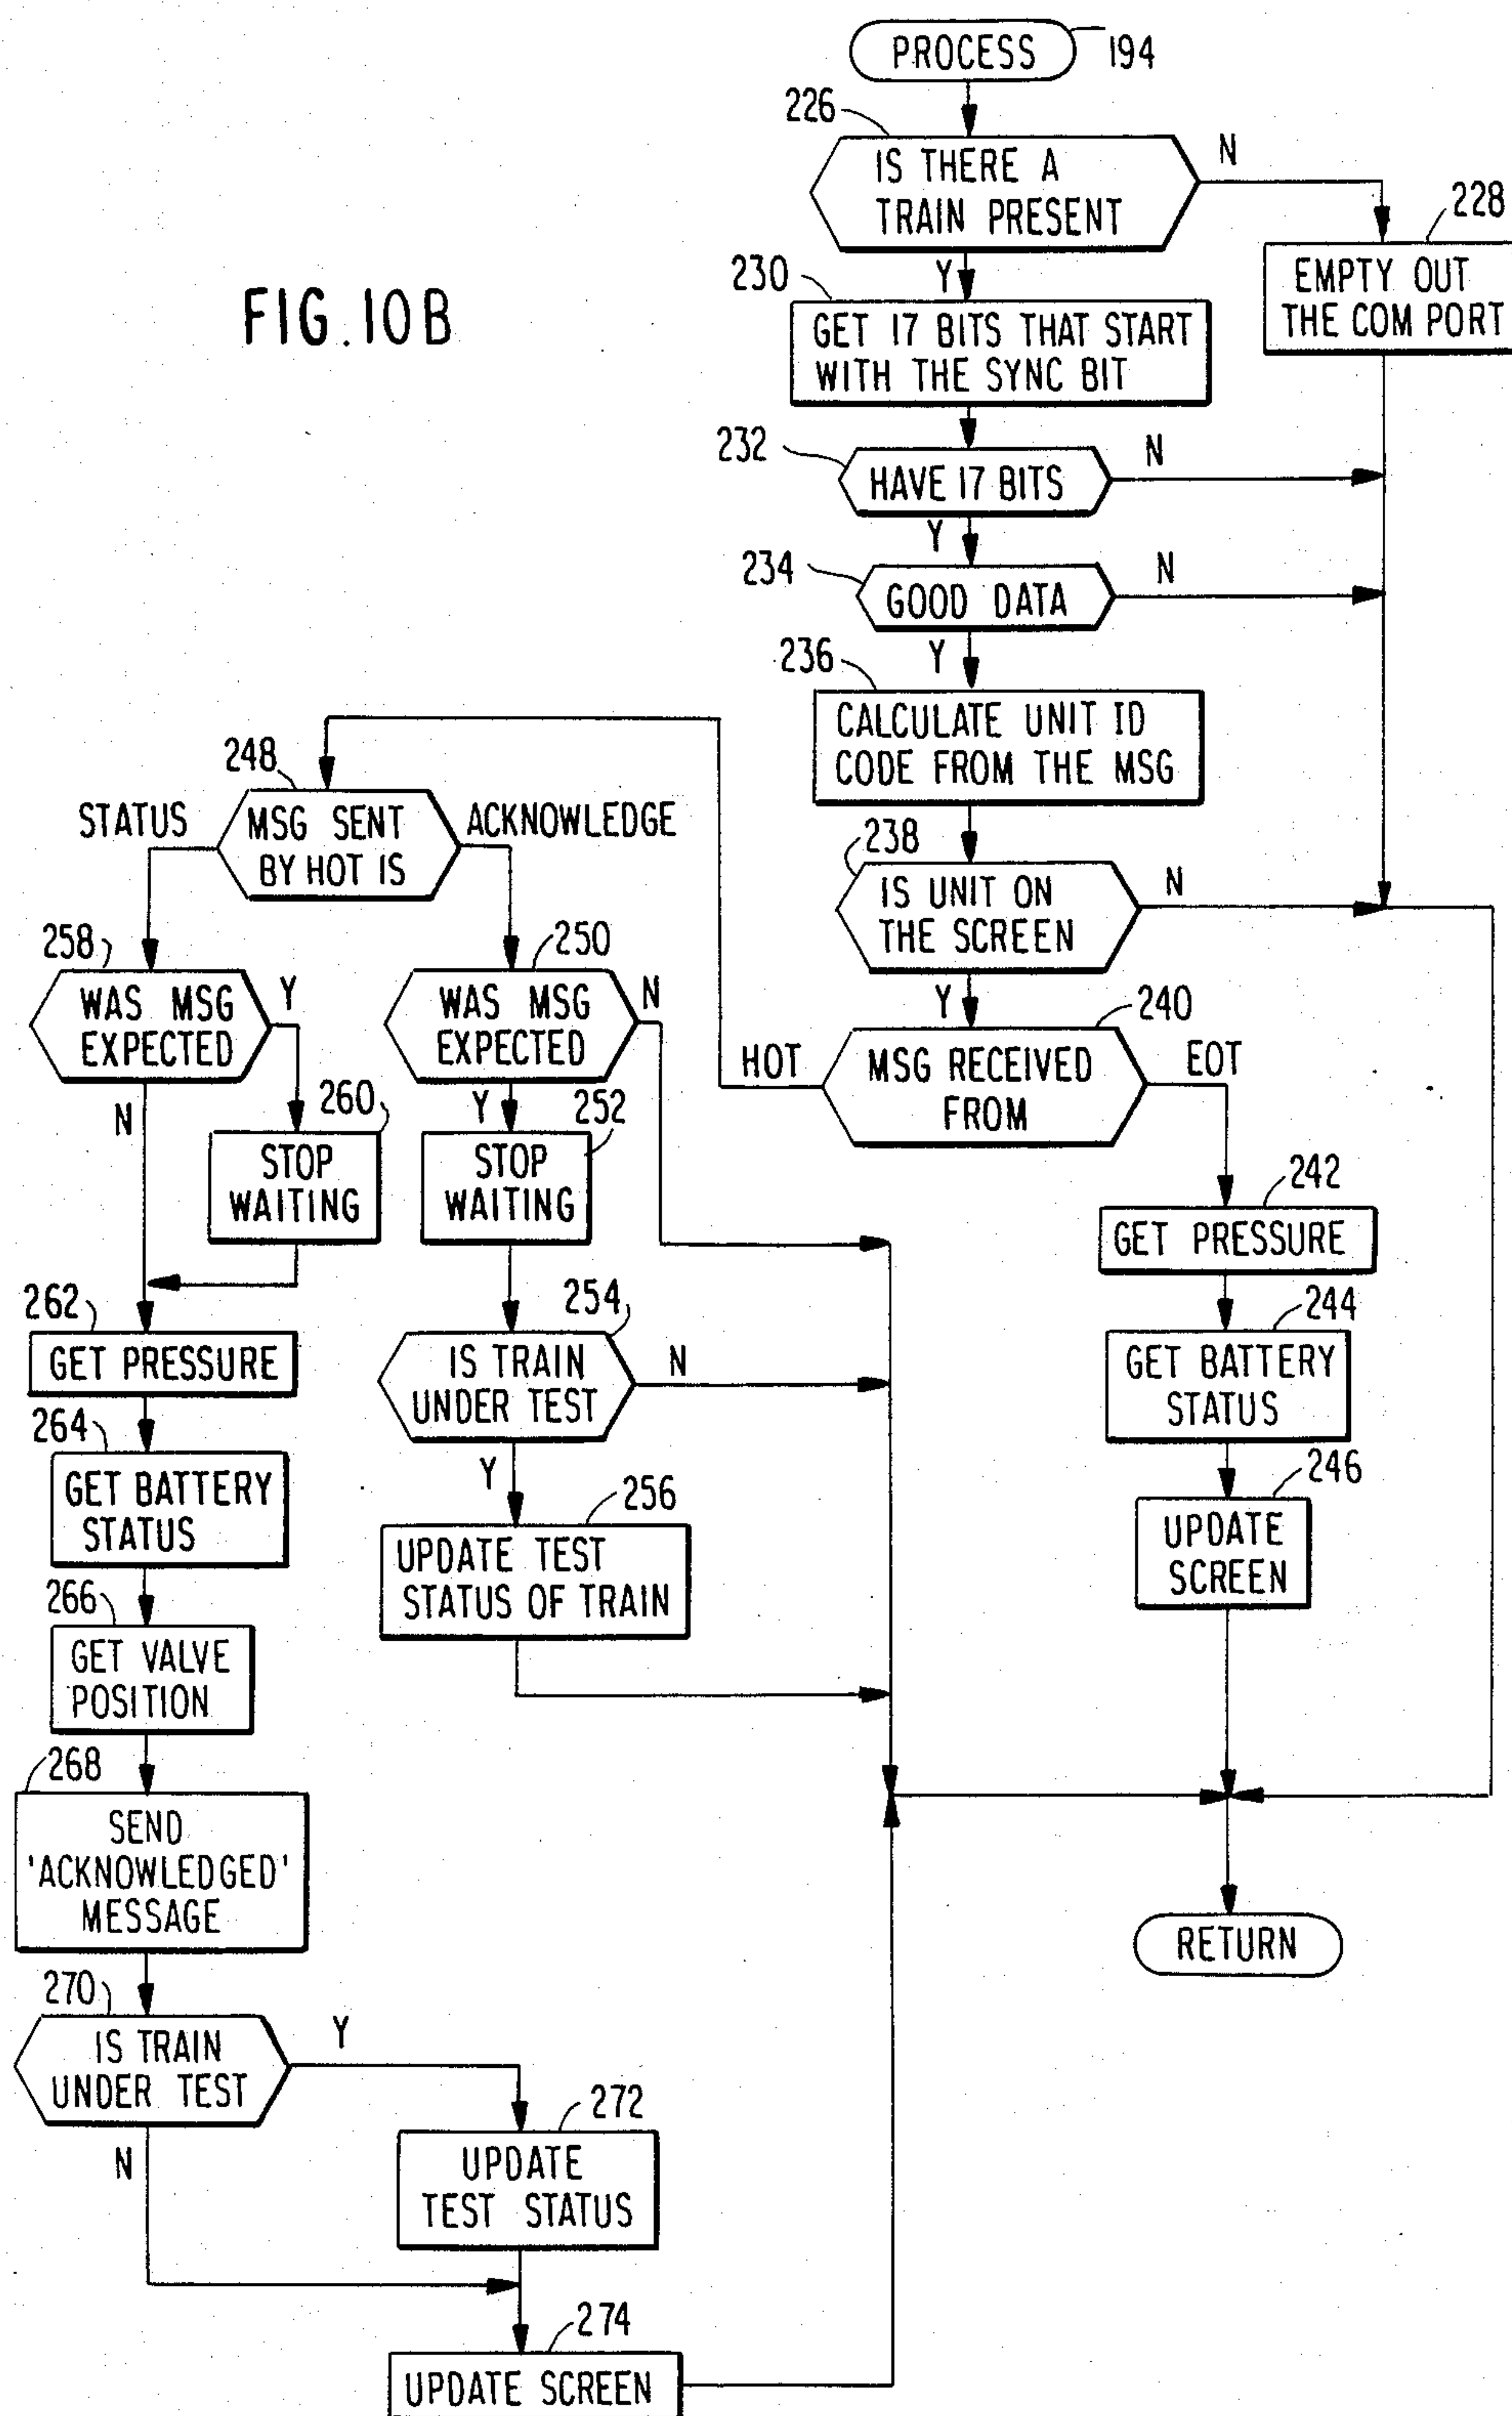 PROCESS
194
226
IS THERE A
TRAIN PRESENT
N
228
EMPTY OUT
THE COM PORT
Y
230
GET 17 BITS THAT START
WITH THE SYNC BIT
FIG. 10B
232
HAVE 17 BITS
N
Y
234
GOOD DATA
N
Y
236
CALCULATE UNIT ID
CODE FROM THE MSG
238
IS UNIT ON
THE SCREEN
N
Y
240
MSG RECEIVED
FROM
HOT
EOT
242
GET PRESSURE
244
GET BATTERY
STATUS
246
UPDATE
SCREEN
248
MSG SENT
BY HOT IS
STATUS
ACKNOWLEDGE
250
WAS MSG
EXPECTED
N
Y
252
STOP
WAITING
254
IS TRAIN
UNDER TEST
N
Y
256
UPDATE TEST
STATUS OF TRAIN
258
WAS MSG
EXPECTED
Y
N
260
STOP
WAITING
262
GET PRESSURE
264
GET BATTERY
STATUS
266
GET VALVE
POSITION
268
SEND
'ACKNOWLEDGED'
MESSAGE
270
IS TRAIN
UNDER TEST
Y
N
272
UPDATE
TEST STATUS
274
UPDATE SCREEN
RETURN